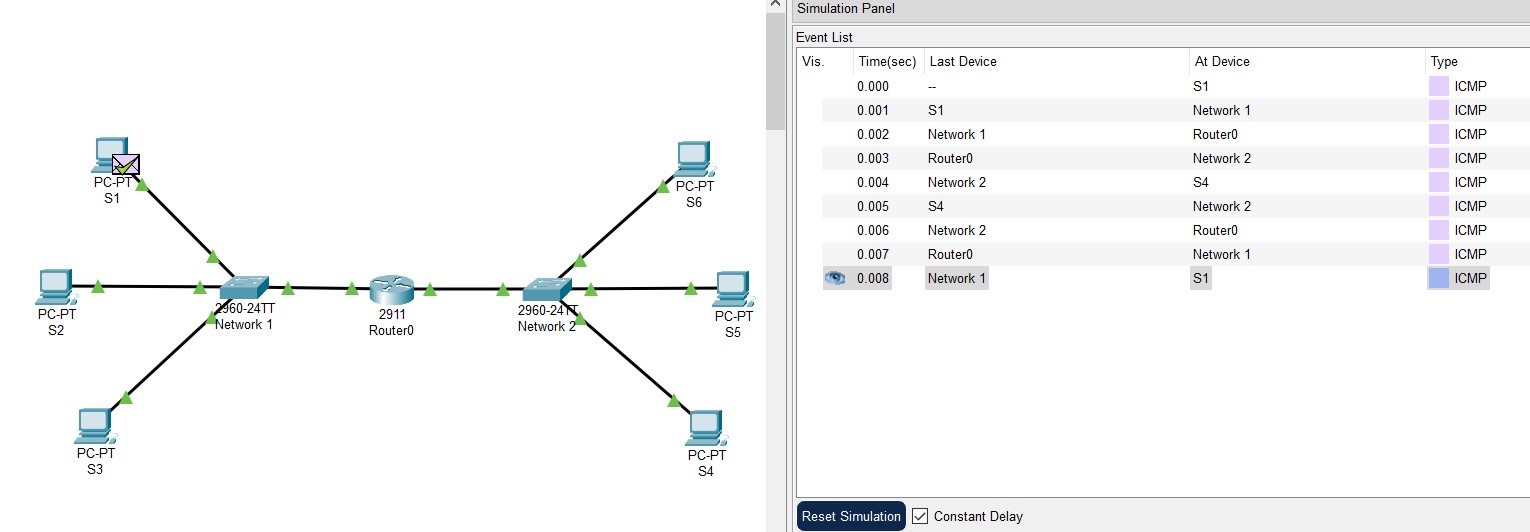 Simulation Panel
Event List
Vis. Time(sec) Last Device At Device Type
0.000 -- S1 ICMP
0.001 S1 Network 1 ICMP
0.002 Network 1 Router0 ICMP
0.003 Router0 Network 2 ICMP
0.004 Network 2 S4 ICMP
0.005 S4 Network 2 ICMP
0.006 Network 2 Router0 ICMP
0.007 Router0 Network 1 ICMP
0.008 Network 1 S1 ICMP
Reset Simulation Constant Delay
PC-PT
S1
PC-PT
S6
PC-PT
S2
2960-24TT
Network 1
2911
Router0
2960-24TT
Network 2
PC-PT
S5
PC-PT
S3
PC-PT
S4